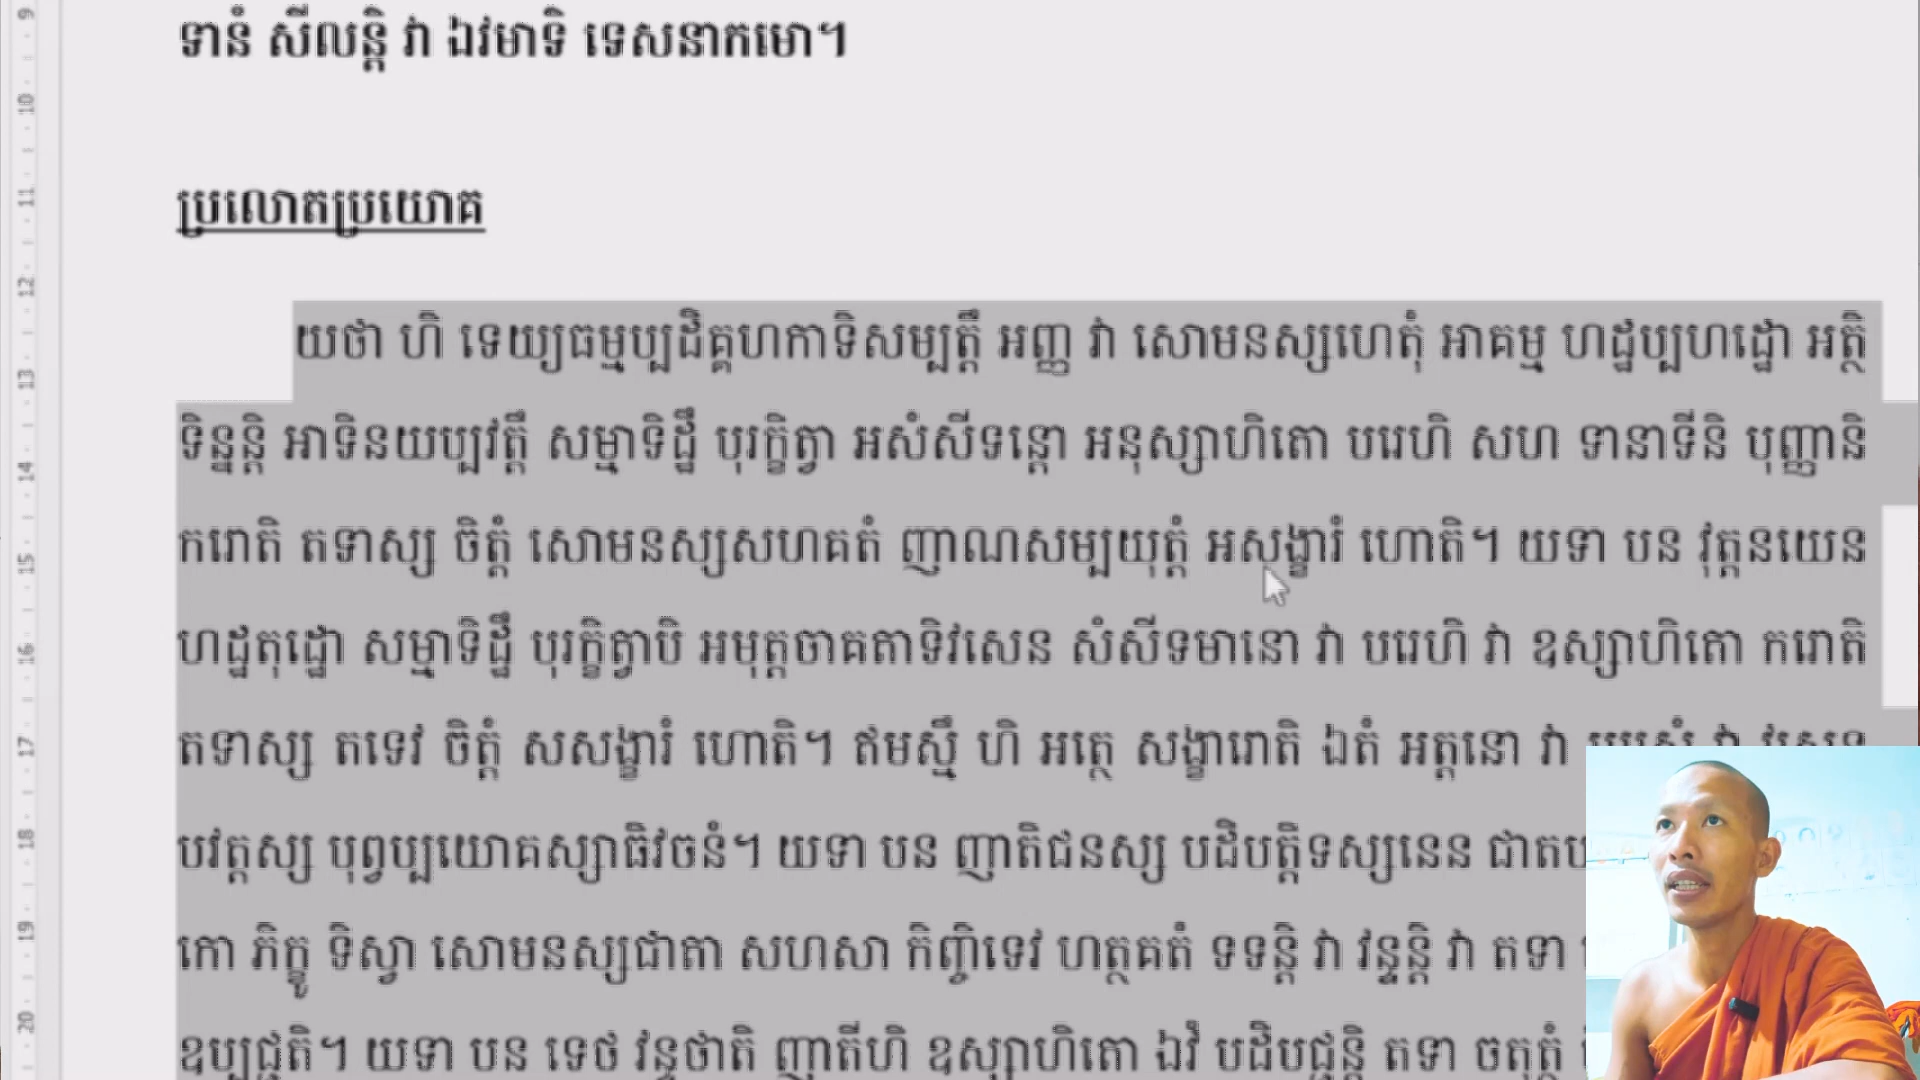 ទានំ សីលន្តិ វា ឯវមាទិ ទេសនាកមោ។
ប្រលោតប្រយោគ
យថា ហិ ទេយ្យធម្មប្បដិគ្គហកាទិសម្បត្តឹ អញ្ញ វា សោមនស្សហេតុំ អាគម្ម ហដ្ឋប្បហដ្ឋោ អត្ថិ
ទិន្នន្តិ អាទិនយប្បវត្តឹ សម្មាទិដ្ឋឹ បុរក្ខិត្វា អសំសីទន្តោ អនុស្សាហិតោ បរេហិ សហ ទានាទីនិ បុញ្ញានិ
ករោតិ តទាស្ស ចិត្តំ សោមនស្សសហគតំ ញាណសម្បយុត្តំ អសង្ខារំ ហោតិ។ យទា បន វុត្តនយេន
ហដ្ឋតុដ្ឋោ សម្មាទិដ្ឋឹ បុរក្ខិត្វាបិ អមុត្តចាគតាទិវសេន សំសីទមានោ វា បរេហិ វា ឧស្សាហិតោ ករោតិ
តទាស្ស តទេវ ចិត្តំ សសង្ខារំ ហោតិ។ ឥមស្មឹ ហិ អត្ថេ សង្ខារោតិ ឯតំ អត្តនោ វា
បវត្តស្ស បុព្វប្បយោគស្សាធិវចនំ។ យទា បន ញាតិជនស្ស បដិបត្តិទស្សនេន
កោ ភិក្ខូ ទិស្វា សោមនស្សជាតា សហសា កិញ្ចិទេវ ហត្ថគតំ ទទន្តិ វា វន្ទន្តិ វា តទា
ឧប្បជ្ជតិ។ យទា បន ទេថ វន្ទថាតិ ញាតីហិ ឧស្សាហិតោ ឯវំ បដិបជ្ជន្តិ តទា ចតុត្ថំ
9
10
11
12
13
14
15
16
17
18
19
20